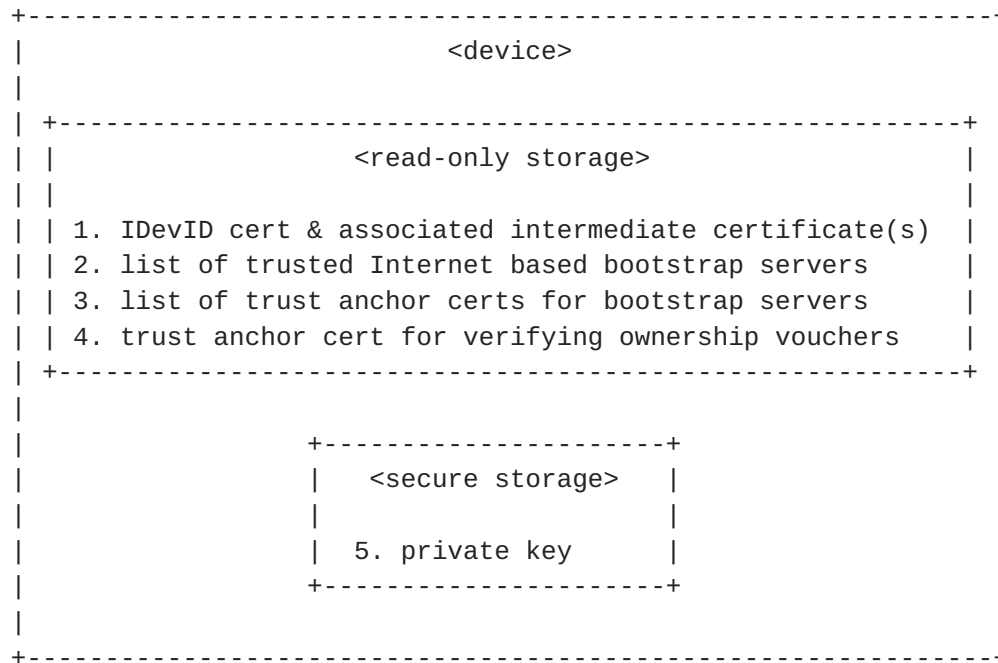 <device>
<read-only storage>
1. IDevID cert & associated intermediate certificate(s)
2. list of trusted Internet based bootstrap servers
3. list of trust anchor certs for bootstrap servers
4. trust anchor cert for verifying ownership vouchers
<secure storage>
5. private key